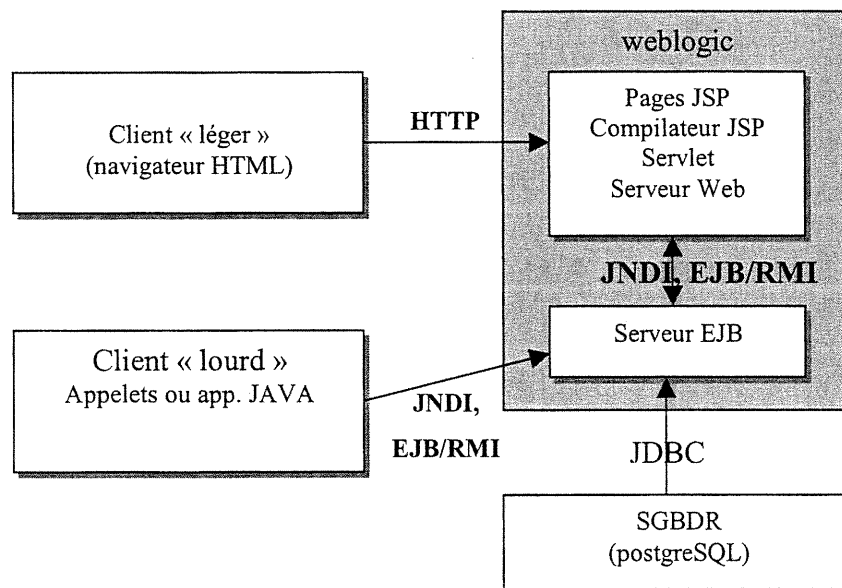 weblogic
Pages JSP
Compilateur JSP
Servlet
Serveur Web
HTTP
Client « léger »
(navigateur HTML)
JNDI, EJB/RMI
Serveur EJB
Client « lourd »
Appelets ou app. JAVA
JNDI,
EJB/RMI
JDBC
SGBDR
(postgreSQL)